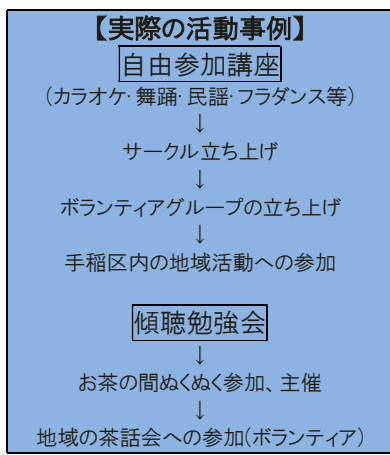 【実際の活動事例】
自由参加講座
(カラオケ・舞踊・民謡・フラダンス等)
↓
サークル立ち上げ
↓
ボランティアグループの立ち上げ
↓
手稲区内の地域活動への参加
傾聴勉強会
↓
お茶の間ぬくぬく参加、主催
↓
地域の茶話会への参加(ボランティア)